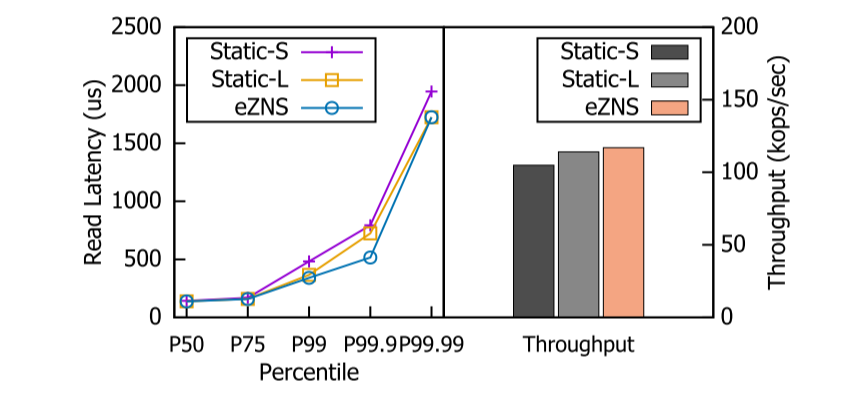 Read Latency (us)
2500
2000
1500
1000
500
0
Static-S
Static-L
eZNS
P50 P75 P99 P99.9 P99.99
Percentile
Static-S
Static-L
eZNS
Throughput
200
150
100
50
0
Throughput (kops/sec)